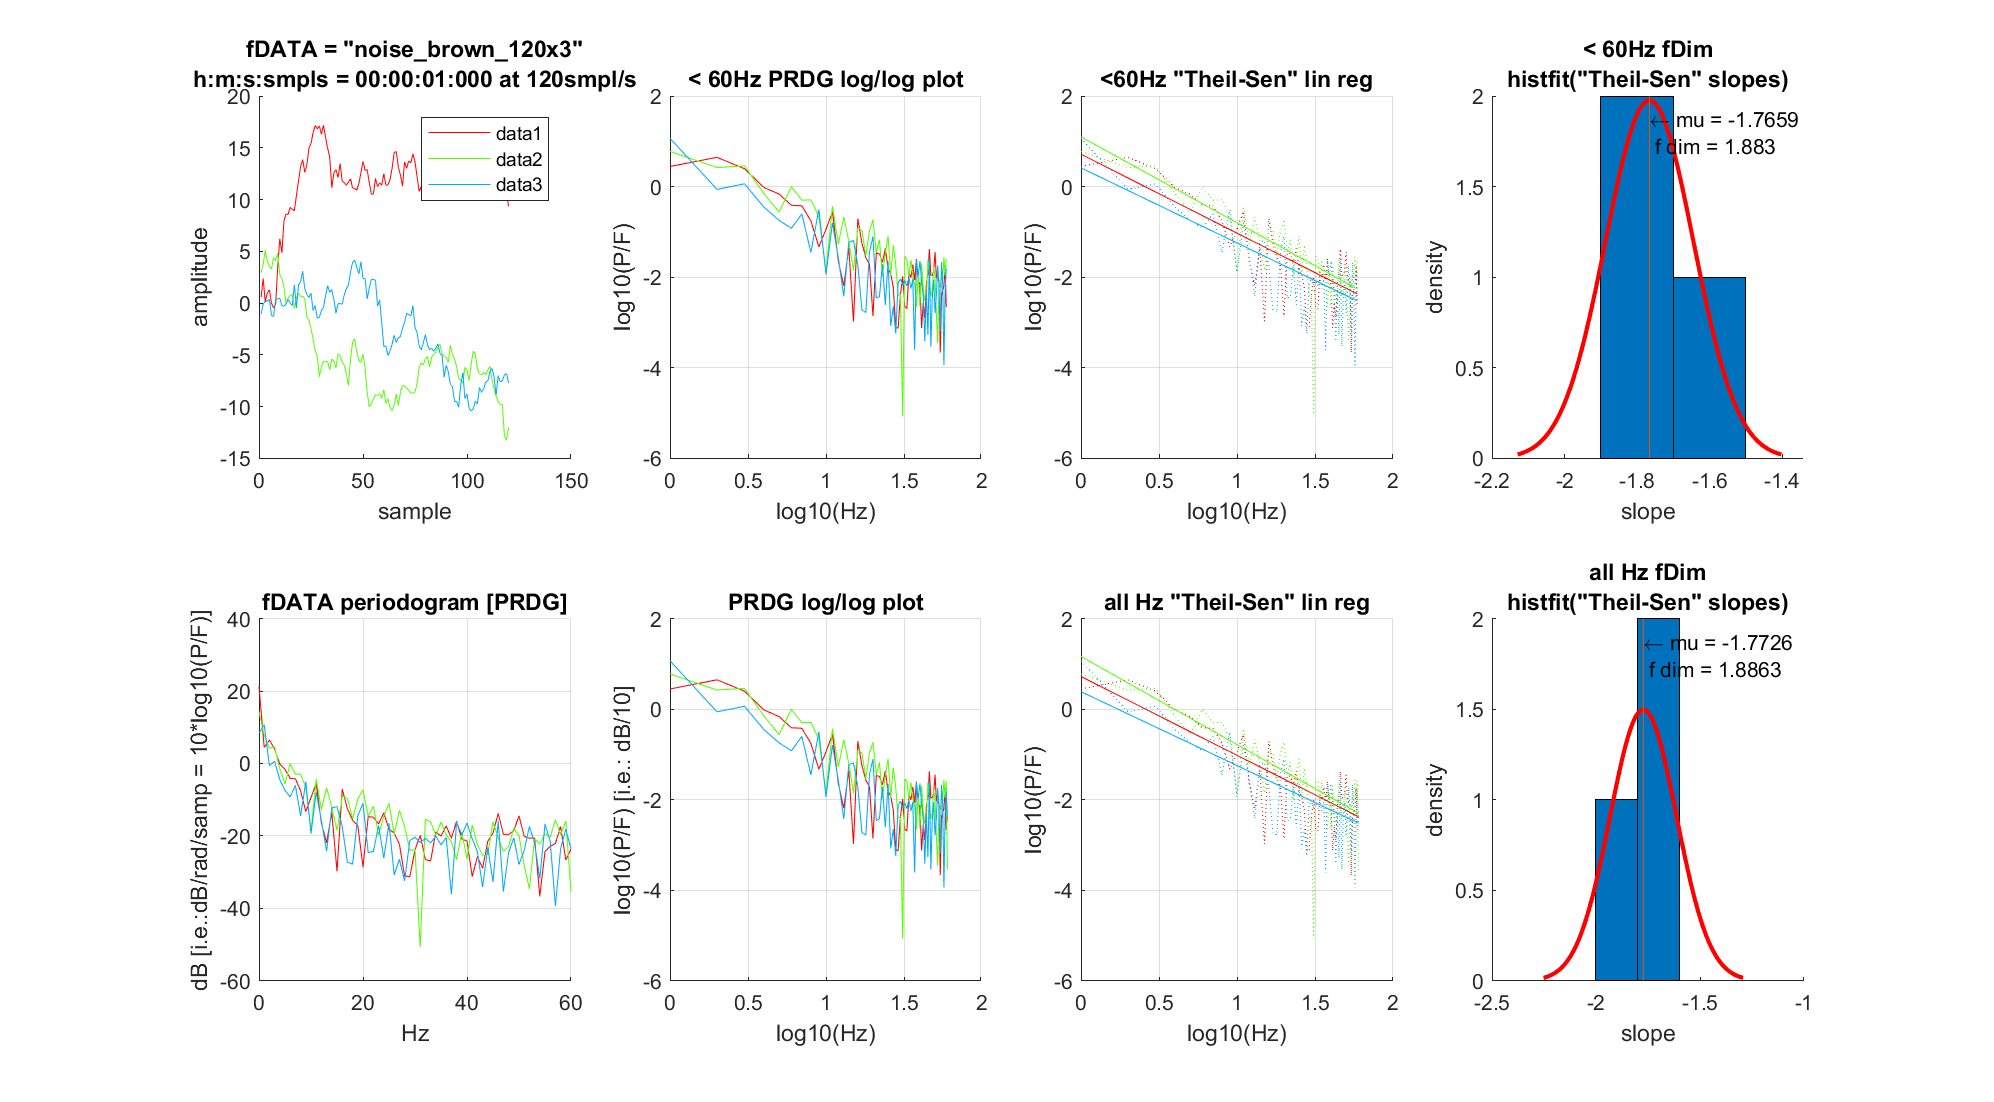 fDATA = "noise_brown_120x3"
h:m:s:smpls = 00:00:01:000 at 120smpl/s
20
15
10
5
0
-5
-10
-15
0
50
100
150
amplitude
sample
data1
data2
data3
< 60Hz PRDG log/log plot
2
0
-2
-4
-6
0
0.5
1
1.5
2
log10(P/F)
log10(Hz)
<60Hz "Theil-Sen" lin reg
2
0
-2
-4
-6
0
0.5
1
1.5
2
log10(P/F)
log10(Hz)
< 60Hz fDim
histfit("Theil-Sen" slopes)
2
1.5
1
0.5
0
-2.2
-2
-1.8
-1.6
-1.4
density
slope
← mu = -1.7659
f dim = 1.883
fDATA periodogram [PRDG]
40
20
0
-20
-40
-60
0
20
40
60
dB [i.e.:dB/rad/samp = 10*log10(P/F)]
Hz
PRDG log/log plot
2
0
-2
-4
-6
0
0.5
1
1.5
2
log10(P/F) [i.e.: dB/10]
log10(Hz)
all Hz "Theil-Sen" lin reg
2
0
-2
-4
-6
0
0.5
1
1.5
2
log10(P/F)
log10(Hz)
all Hz fDim
histfit("Theil-Sen" slopes)
2
1.5
1
0.5
0
-2.5
-2
-1.5
-1
density
slope
← mu = -1.7726
f dim = 1.8863